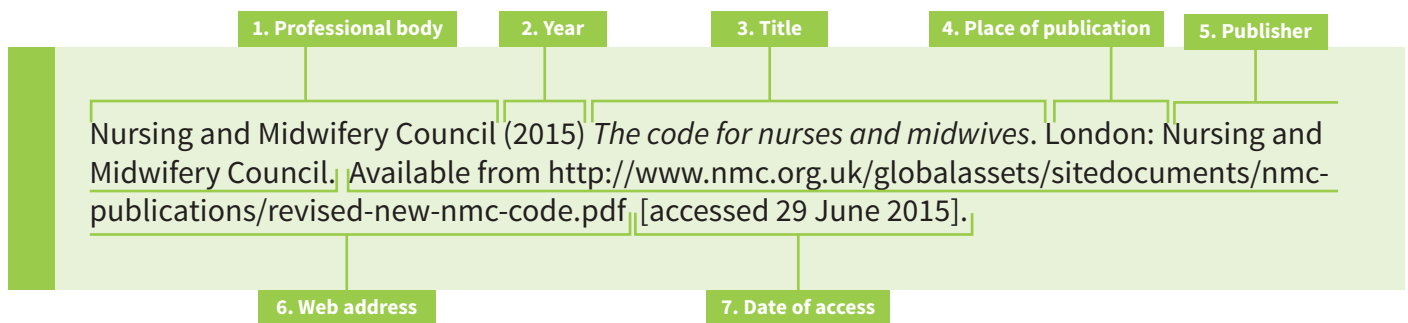 1. Professional body 2. Year 3. Title 4. Place of publication 5. Publisher
Nursing and Midwifery Council (2015) The code for nurses and midwives. London: Nursing and
Midwifery Council. Available from http://www.nmc.org.uk/globalassets/sitedocuments/nmc-
publications/revised-new-nmc-code.pdf [accessed 29 June 2015].
6. Web address 7. Date of access